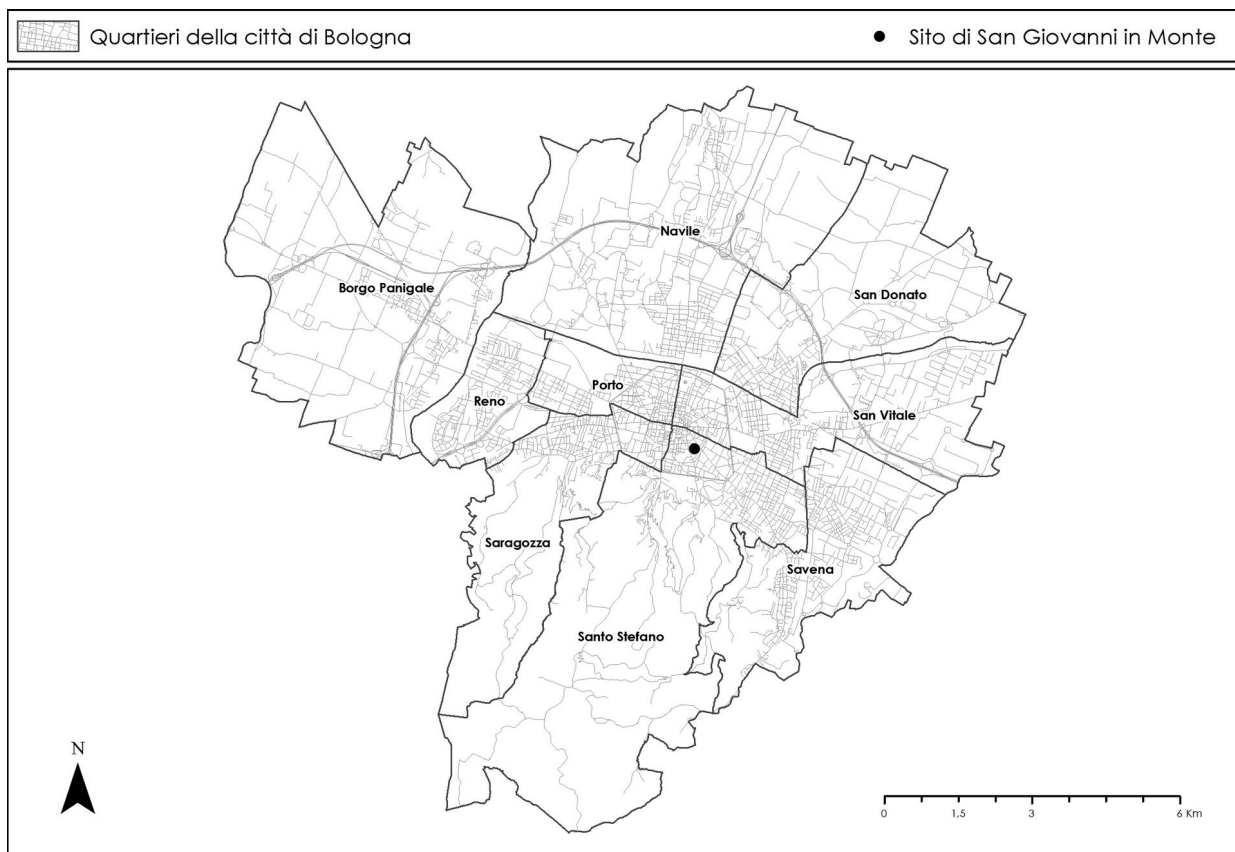 Quartieri della città di Bologna
Sito di San Giovanni in Monte
Navile
Borgo Panigale
San Donato
Porto
Reno
San Vitale
Saragozza
Savena
Santo Stefano
N
0 1,5 3 6 Km